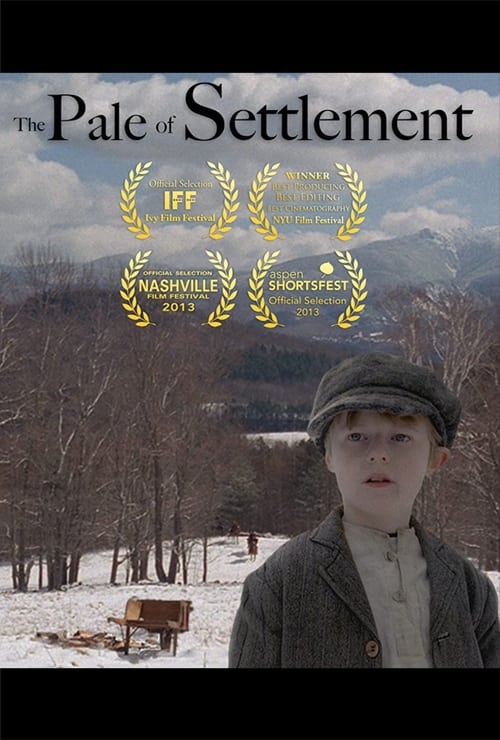 The Pale of Settlement
Official Selection
IFF
Ivy Film Festival
WINNER
BEST PRODUCING
BEST EDITING
BEST CINEMATOGRAPHY
NYU Film Festival
OFFICIAL SELECTION
NASHVILLE
FILM FESTIVAL
2013
aspen
SHORTSFEST
Official Selection
2013